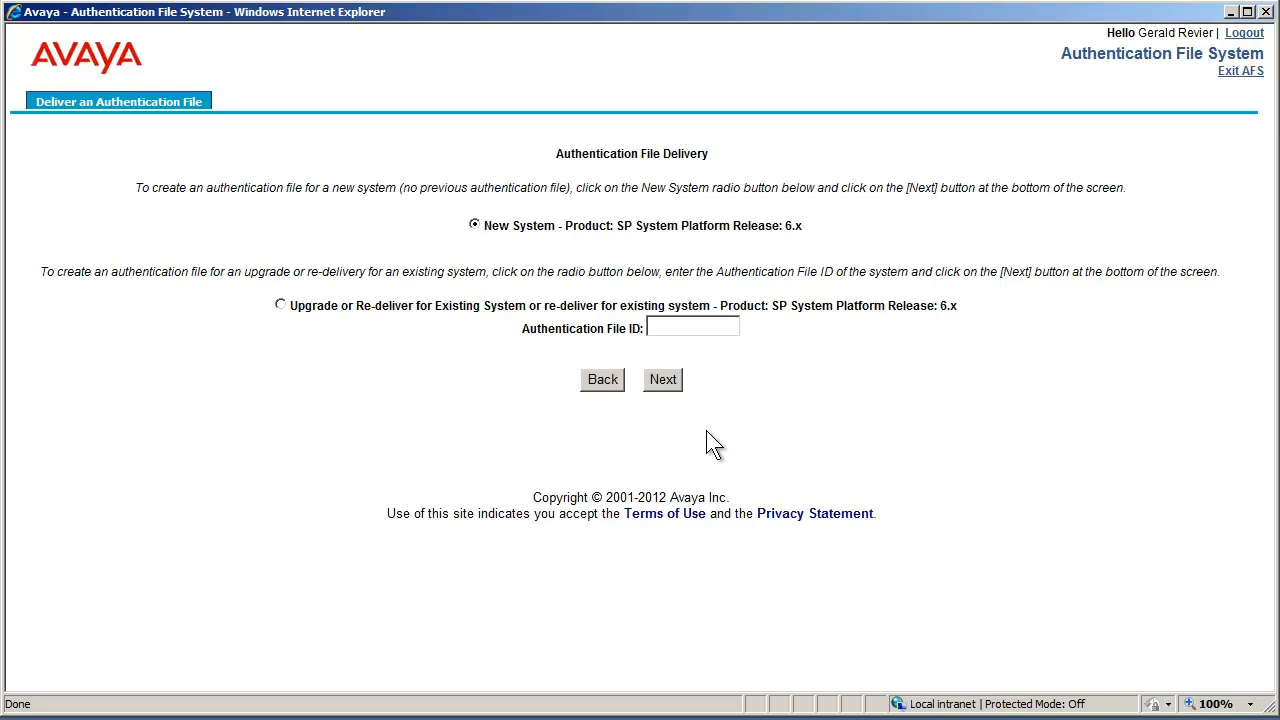 Avaya - Authentication File System - Windows Internet Explorer
Hello Gerald Revier | Logout
AVAYA
Authentication File System
Exit AFS
Deliver an Authentication File
Authentication File Delivery
To create an authentication file for a new system (no previous authentication file), click on the New System radio button below and click on the [Next] button at the bottom of the screen.
New System - Product: SP System Platform Release: 6.x
To create an authentication file for an upgrade or re-delivery for an existing system, click on the radio button below, enter the Authentication File ID of the system and click on the [Next] button at the bottom of the screen.
Upgrade or Re-deliver for Existing System or re-deliver for existing system - Product: SP System Platform Release: 6.x
Authentication File ID:
Back Next
Copyright © 2001-2012 Avaya Inc.
Use of this site indicates you accept the Terms of Use and the Privacy Statement.
Done Local intranet | Protected Mode: Off 100%